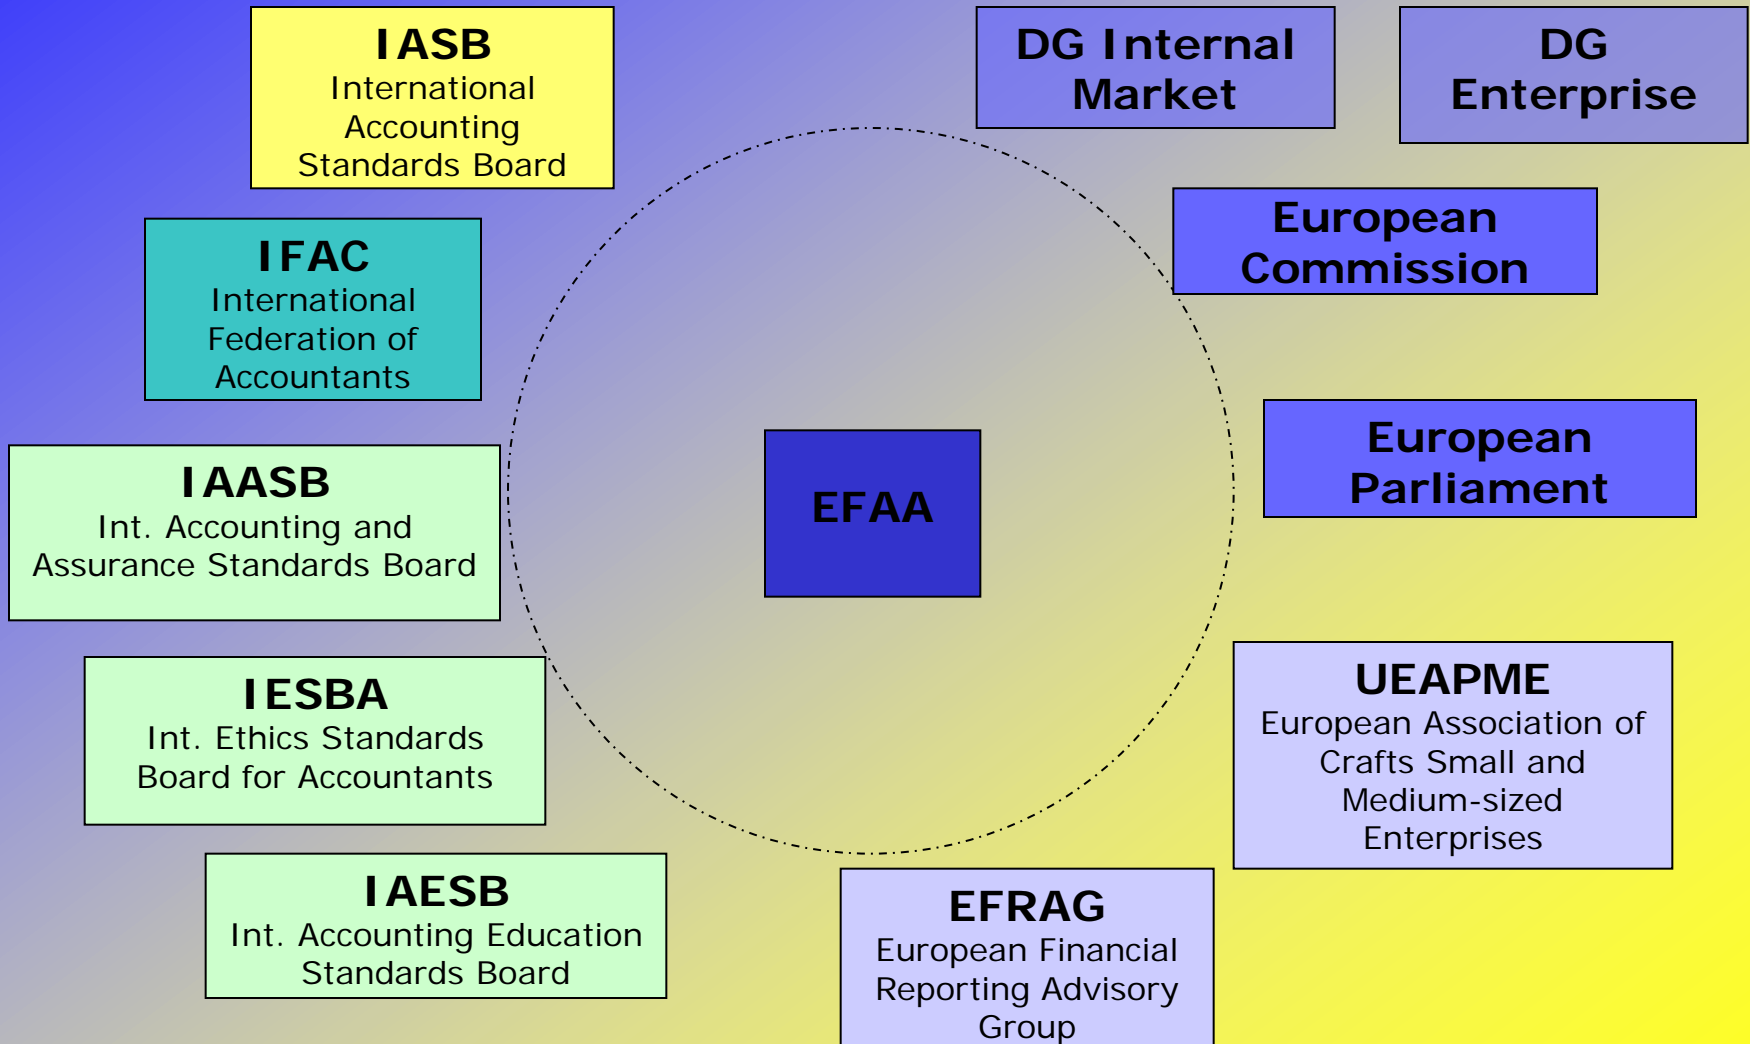 IASB
International
Accounting
Standards Board
DG Internal
Market
DG
Enterprise
European
Commission
IFAC
International
Federation of
Accountants
European
Parliament
EFAA
IAASB
Int. Accounting and
Assurance Standards Board
IESBA
Int. Ethics Standards
Board for Accountants
UEAPME
European Association of
Crafts Small and
Medium-sized
Enterprises
IAESB
Int. Accounting Education
Standards Board
EFRAG
European Financial
Reporting Advisory
Group